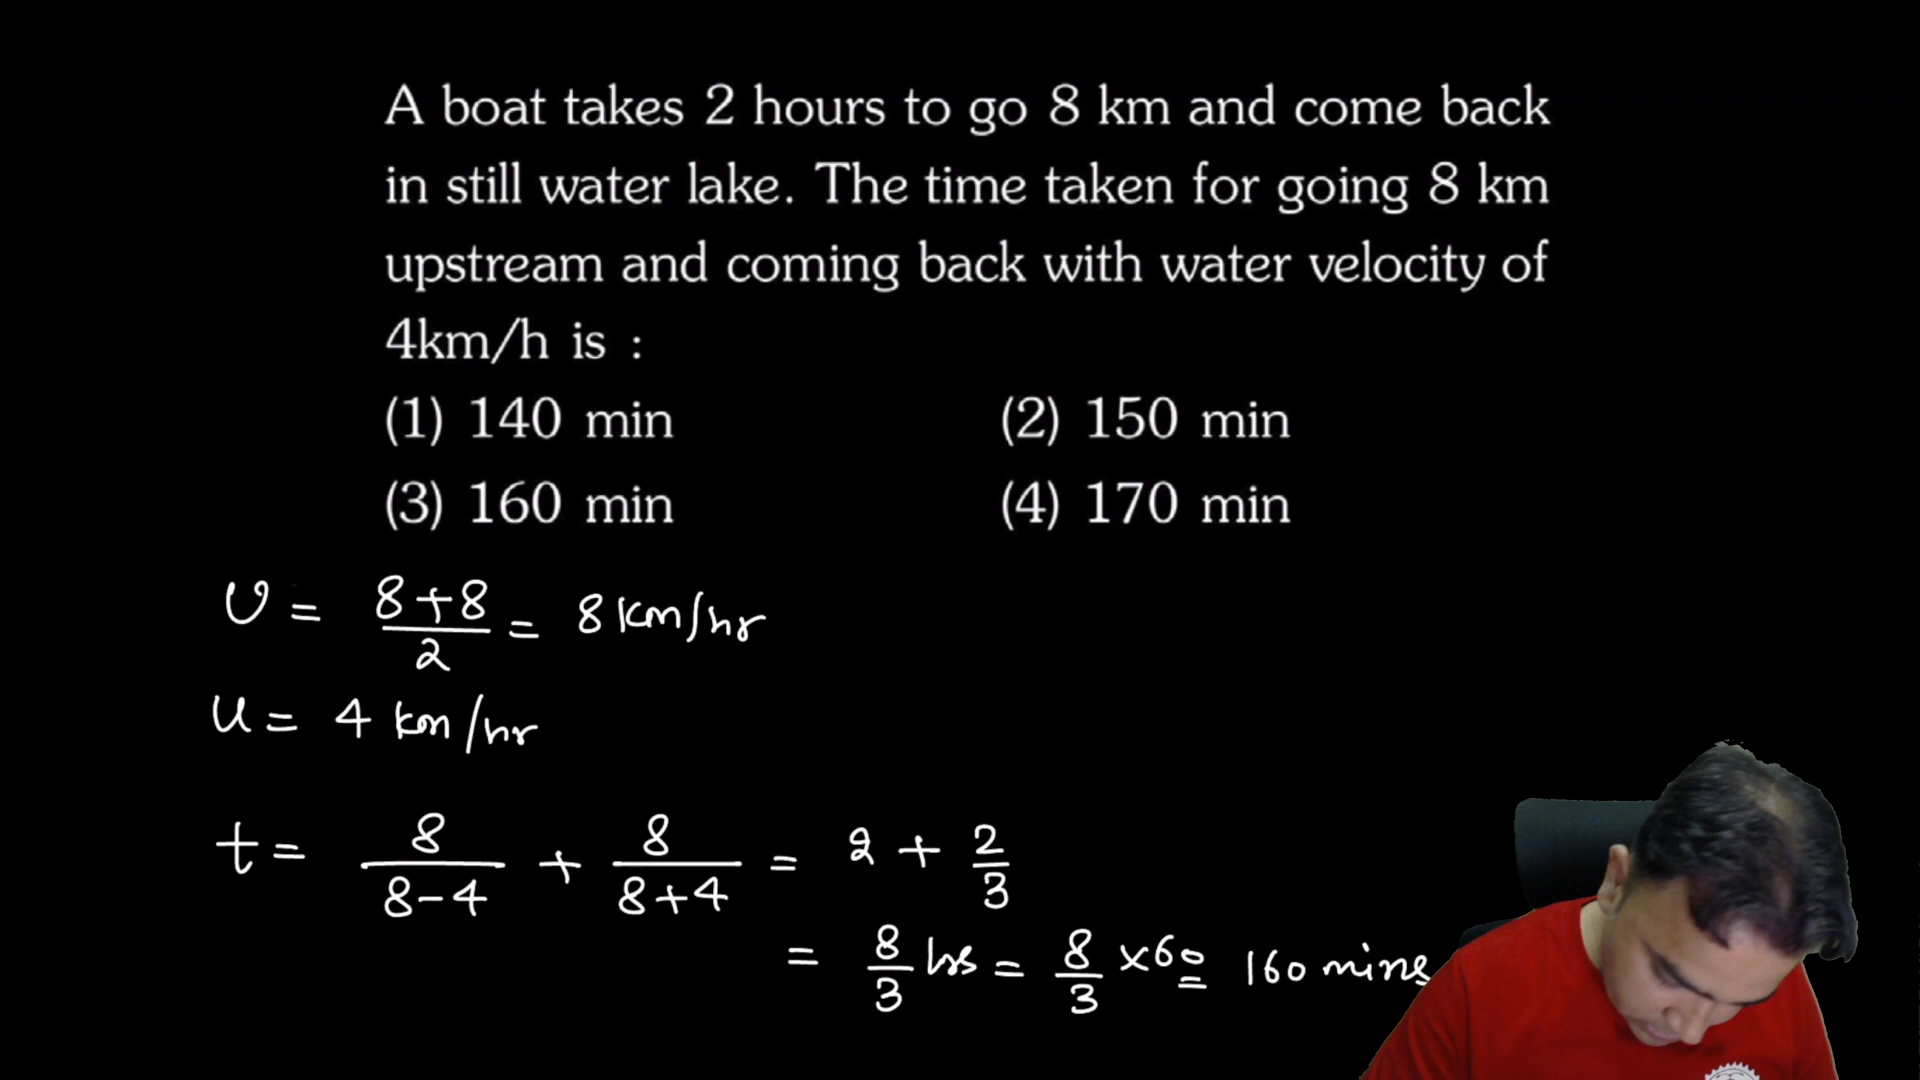 A boat takes 2 hours to go 8 km and come back
in still water lake. The time taken for going 8 km
upstream and coming back with water velocity of
4km/h is :
(1) 140 min (2) 150 min
(3) 160 min (4) 170 min
v = (8+8)/2 = 8 km/hr
u = 4 km/hr
t = 8/(8-4) + 8/(8+4) = 2 + 2/3
= 8/3 hrs = 8/3 x 60 = 160 mins